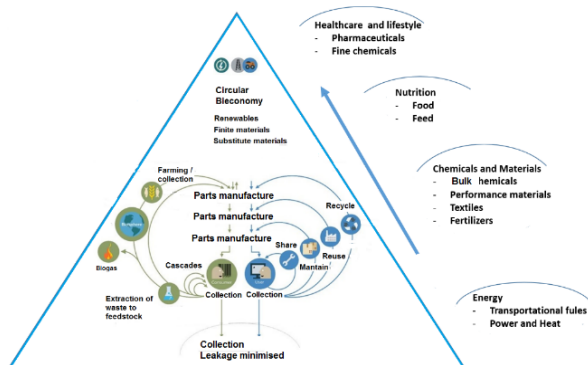 Healthcare and lifestyle
- Pharmaceuticals
- Fine chemicals
Circular
Bieconomy
Renewables
Finite materials
Substitute materials
Nutrition
- Food
- Feed
Farming /
collection
Parts manufacture
Parts manufacture
Parts manufacture
Recycle
Share
Reuse
Mantain
Biogas
Cascades
Collection
Collection
Extraction of
waste to
feedstock
Collection
Leakage minimised
Chemicals and Materials
- Bulk hemicals
- Performance materials
- Textiles
- Fertilizers
Energy
- Transportational fules
- Power and Heat